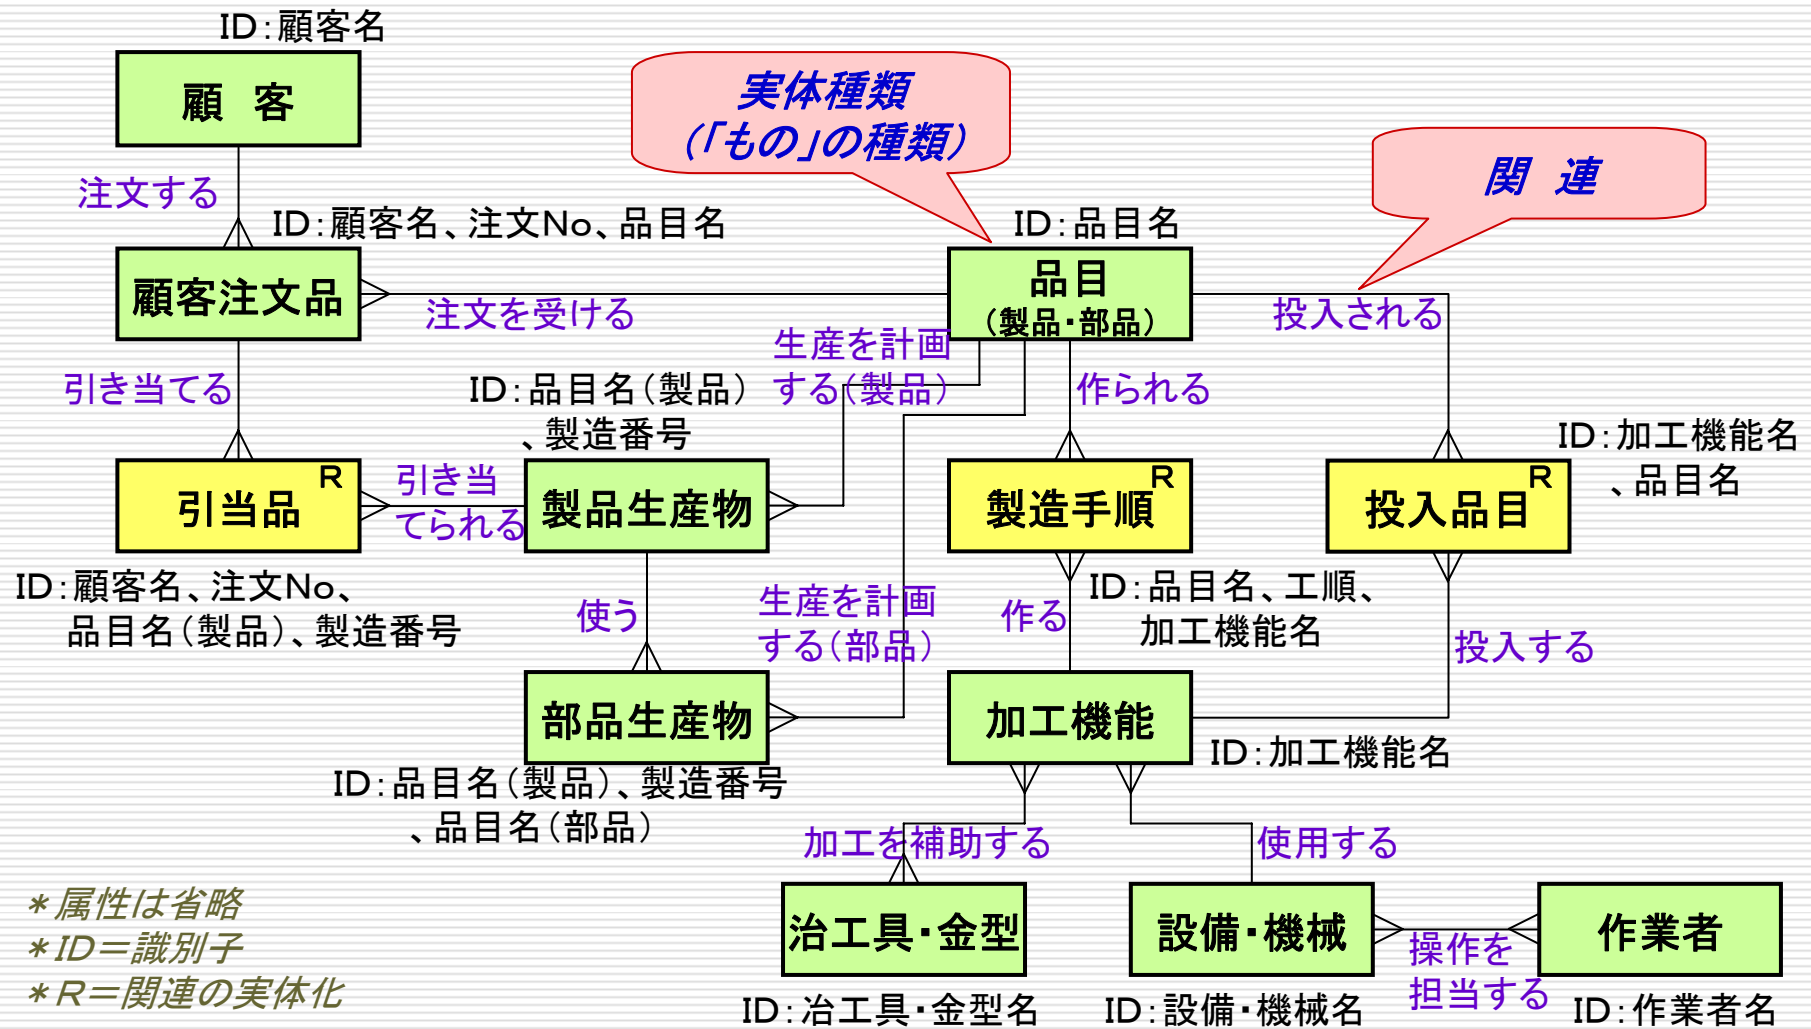 ID：顧客名
顧　客
実体種類
（「もの」の種類）
関　連
注文する
ID：顧客名、注文No、品目名
ID：品目名
顧客注文品
品目
（製品・部品）
注文を受ける
投入される
生産を計画
する（製品）
引き当てる
ID：品目名（製品）
、製造番号
作られる
ID：加工機能名
、品目名
引当品
R
引き当
てられる
製品生産物
製造手順
R
投入品目
R
ID：顧客名、注文No、
品目名（製品）、製造番号
使う
生産を計画
する（部品）
作る
ID：品目名、工順、
加工機能名
投入する
部品生産物
加工機能
ID：加工機能名
ID：品目名（製品）、製造番号
、品目名（部品）
加工を補助する
使用する
治工具・金型
設備・機械
作業者
操作を
担当する
ID：冶工具・金型名
ID：設備・機械名
ID：作業者名
＊属性は省略
＊ID＝識別子
＊R＝関連の実体化